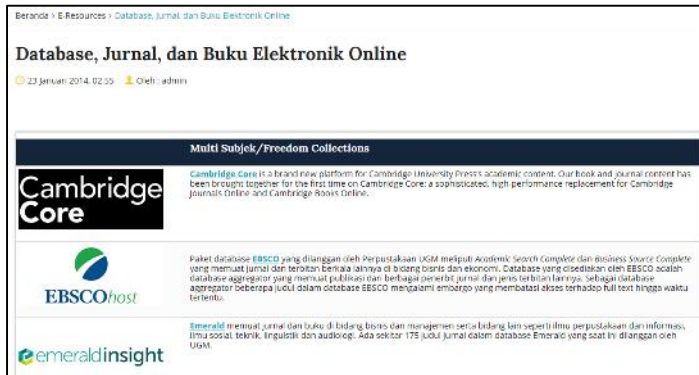 Beranda > E-Resources > Database, Jurnal, dan Buku Elektronik Online
Database, Jurnal, dan Buku Elektronik Online
23 Januari 2014, 02.55 Oleh : admin
Multi Subjek/Freedom Collections
Cambridge
Core
Cambridge Core is a brand new platform for Cambridge University Press's academic content. Our book and journal content has
been brought together for the first time on Cambridge Core: a sophisticated, high performance replacement for Cambridge
Journals Online and Cambridge Books Online.
EBSCOhost
Paket database EBSCO yang dilanggan oleh Perpustakaan UGM meliputi Academic Search Complete dan Business Source Complete
yang memuat jurnal dan terbitan berkala lainnya di bidang bisnis dan ekonomi. Database yang disediakan oleh EBSCO adalah
database aggregator yang memuat publikasi dari berbagai penerbit jurnal dan jenis terbitan lainnya. Sebagai database
aggregator beberapa judul dalam database EBSCO mengalami embargo yang membatasi akses terhadap full text hingga waktu
tertentu.
emeraldinsight
Emerald memuat jurnal dan buku di bidang bisnis dan manajemen serta bidang lain seperti ilmu perpustakaan dan informasi,
ilmu sosial, teknik, linguistik dan audiologi. Ada sekitar 175 judul jurnal dalam database Emerald yang saat ini dilanggan oleh
UGM.